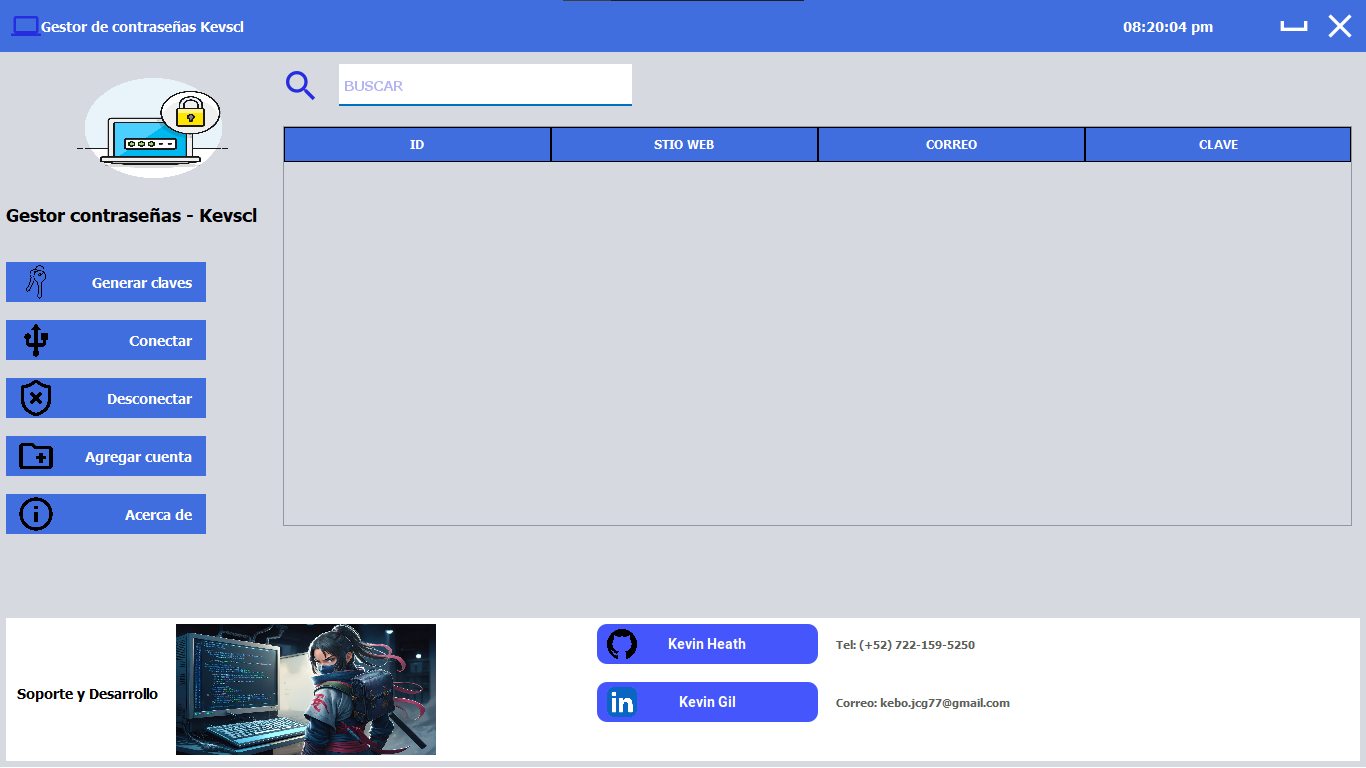 Gestor de contraseñas Kevscl
08:20:04 pm
BUSCAR
ID STIO WEB CORREO CLAVE
Gestor contraseñas - Kevscl
Generar claves
Conectar
Desconectar
Agregar cuenta
Acerca de
Soporte y Desarrollo
Kevin Heath
Tel: (+52) 722-159-5250
in
Kevin Gil
Correo: kebo.jcg77@gmail.com